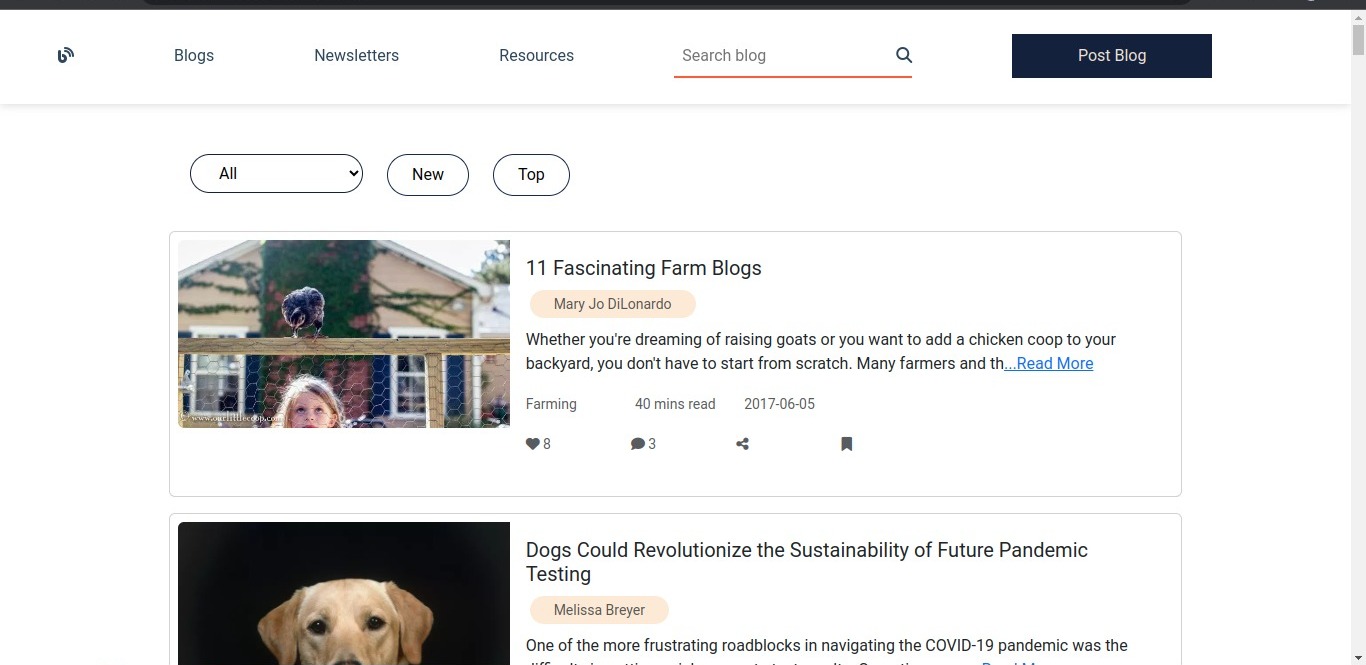 Blogs Newsletters Resources Search blog Post Blog
All New Top
11 Fascinating Farm Blogs
Mary Jo DiLonardo
Whether you're dreaming of raising goats or you want to add a chicken coop to your
backyard, you don't have to start from scratch. Many farmers and th...Read More
Farming 40 mins read 2017-06-05
8 3
© www.ourlittlecoop.com
Dogs Could Revolutionize the Sustainability of Future Pandemic
Testing
Melissa Breyer
One of the more frustrating roadblocks in navigating the COVID-19 pandemic was the